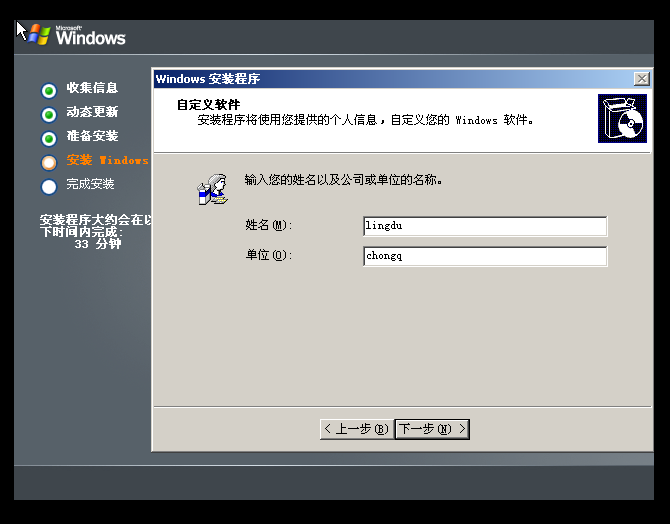 Microsoft
Windows
收集信息
动态更新
准备安装
安装 Windows
完成安装
安装程序大约会在以
下时间内完成:
33 分钟
Windows 安装程序
自定义软件
安装程序将使用您提供的个人信息，自定义您的 Windows 软件。
输入您的姓名以及公司或单位的名称。
姓名(M): lingdu
单位(O): chongq
< 上一步(B) 下一步(N) >